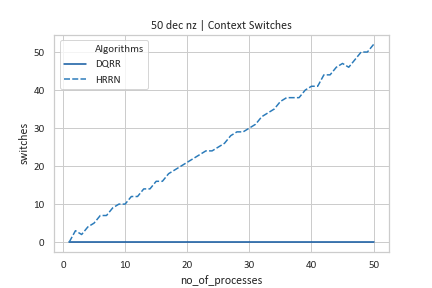 50 dec nz | Context Switches
Algorithms
DQRR
HRRN
switches
50
40
30
20
10
0
0 10 20 30 40 50
no_of_processes